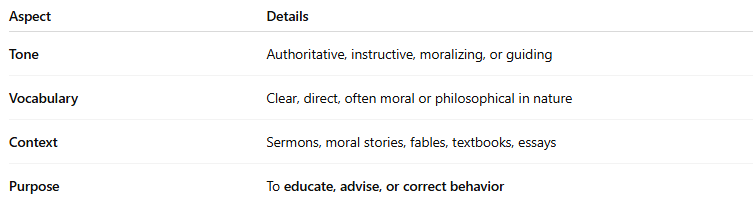 Aspect Details
Tone Authoritative, instructive, moralizing, or guiding
Vocabulary Clear, direct, often moral or philosophical in nature
Context Sermons, moral stories, fables, textbooks, essays
Purpose To educate, advise, or correct behavior